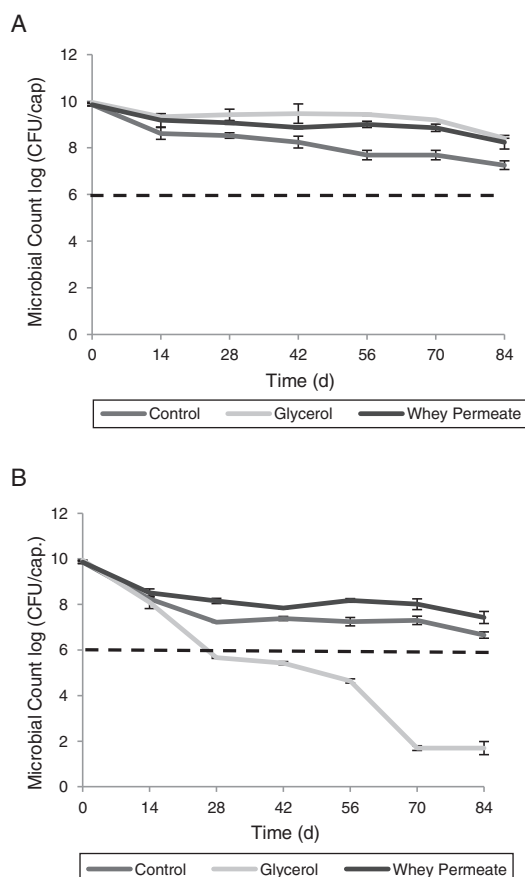 A
Microbial Count log (CFU/cap)
12
10
8
6
4
2
0
0 14 28 42 56 70 84
Time (d)
Control Glycerol Whey Permeate
B
Microbial Count log (CFU/cap.)
12
10
8
6
4
2
0
0 14 28 42 56 70 84
Time (d)
Control Glycerol Whey Permeate